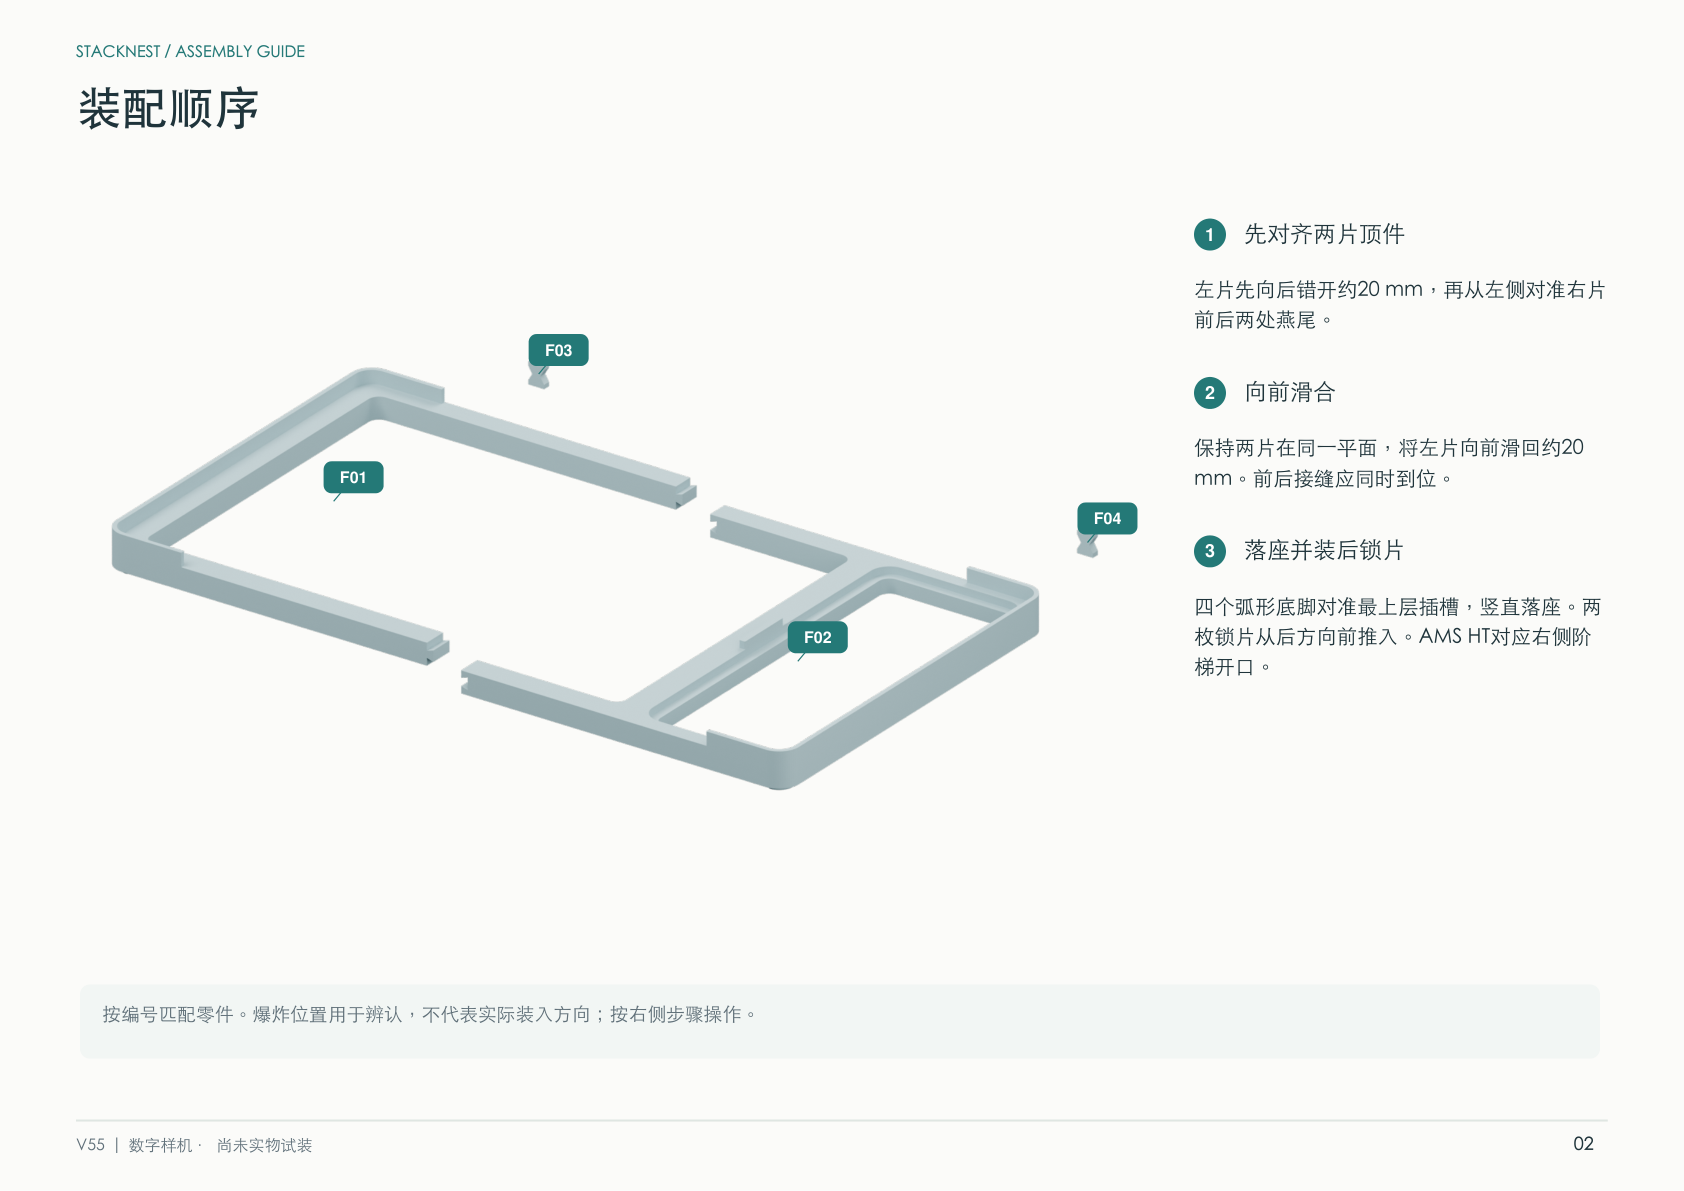 STACKNEST / ASSEMBLY GUIDE
装配顺序
F03
F01
F04
F02
1 先对齐两片顶件
左片先向后错开约20 mm，再从左侧对准右片
前后两处燕尾。
2 向前滑合
保持两片在同一平面，将左片向前滑回约20
mm。前后接缝应同时到位。
3 落座并装后锁片
四个弧形底脚对准最上层插槽，竖直落座。两
枚锁片从后方向前推入。AMS HT对应右侧阶
梯开口。
按编号匹配零件。爆炸位置用于辨认，不代表实际装入方向；按右侧步骤操作。
V55 | 数字样机 · 尚未实物试装
02